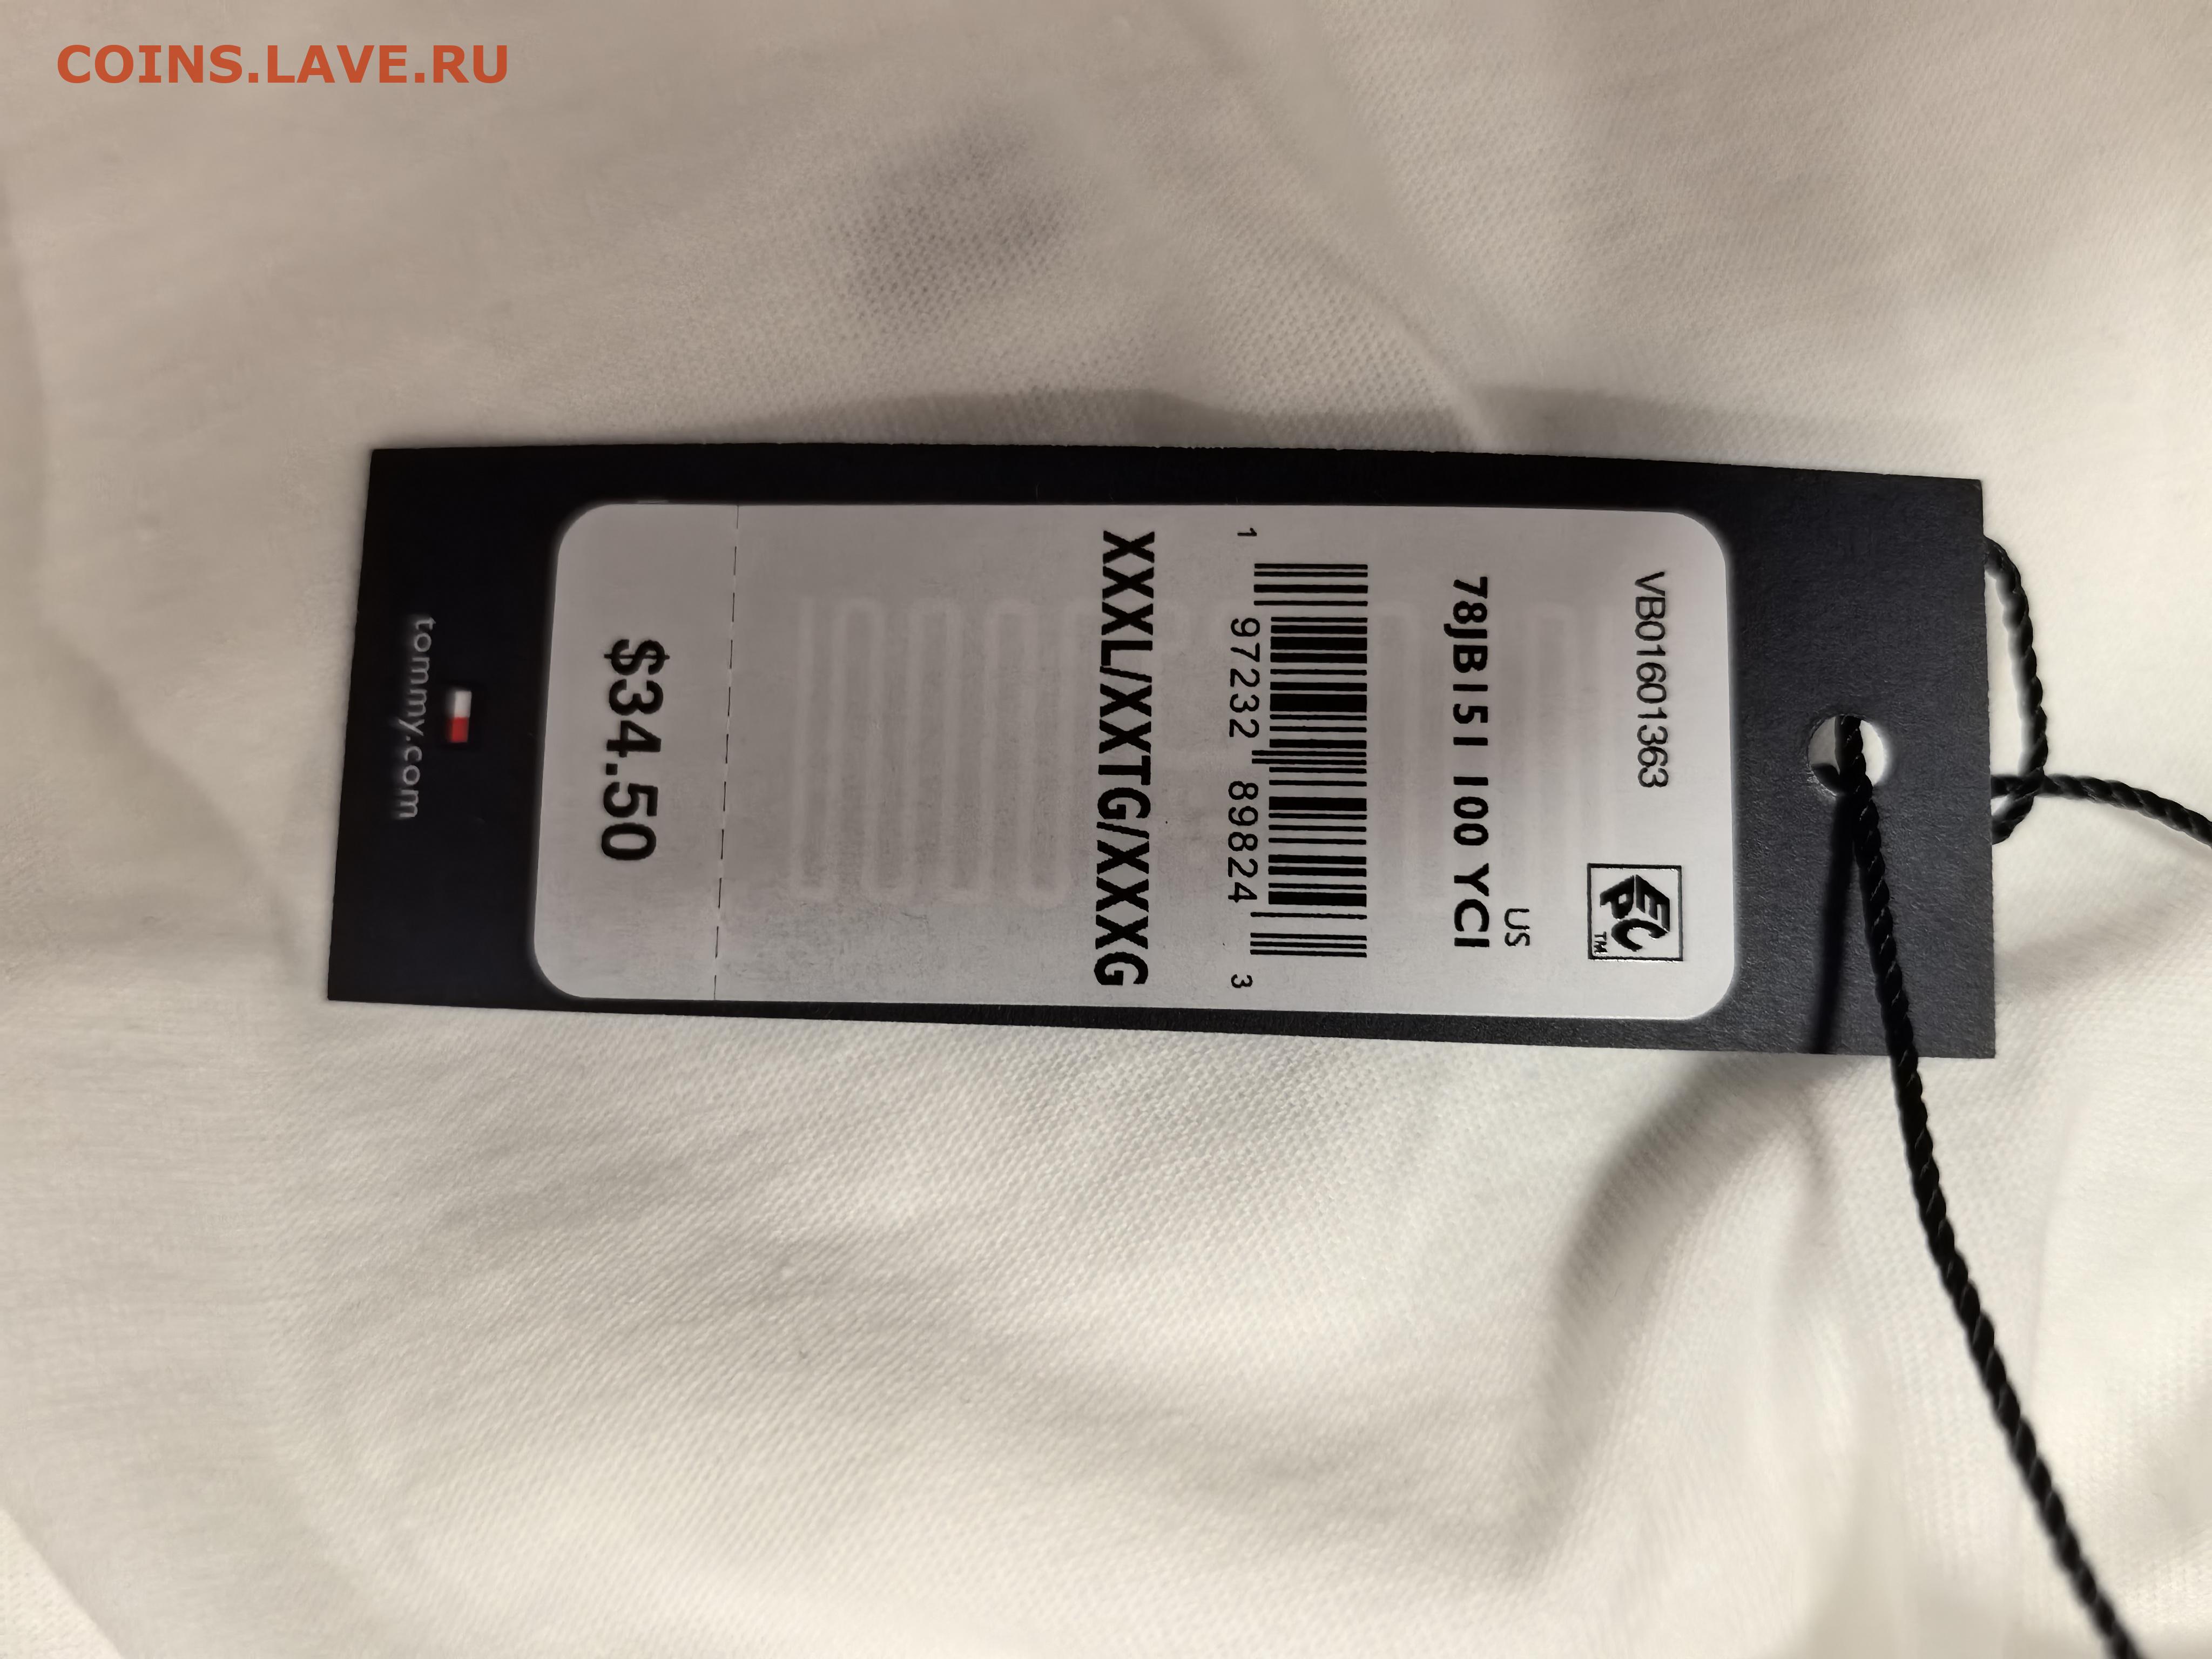 COINS.LAVE.RU
VB01601363
EPC
TM
US
78JB151 100 YCI
1 97232 89824 3
XXXL/XXTG/XXXG
$34.50
tommy.com